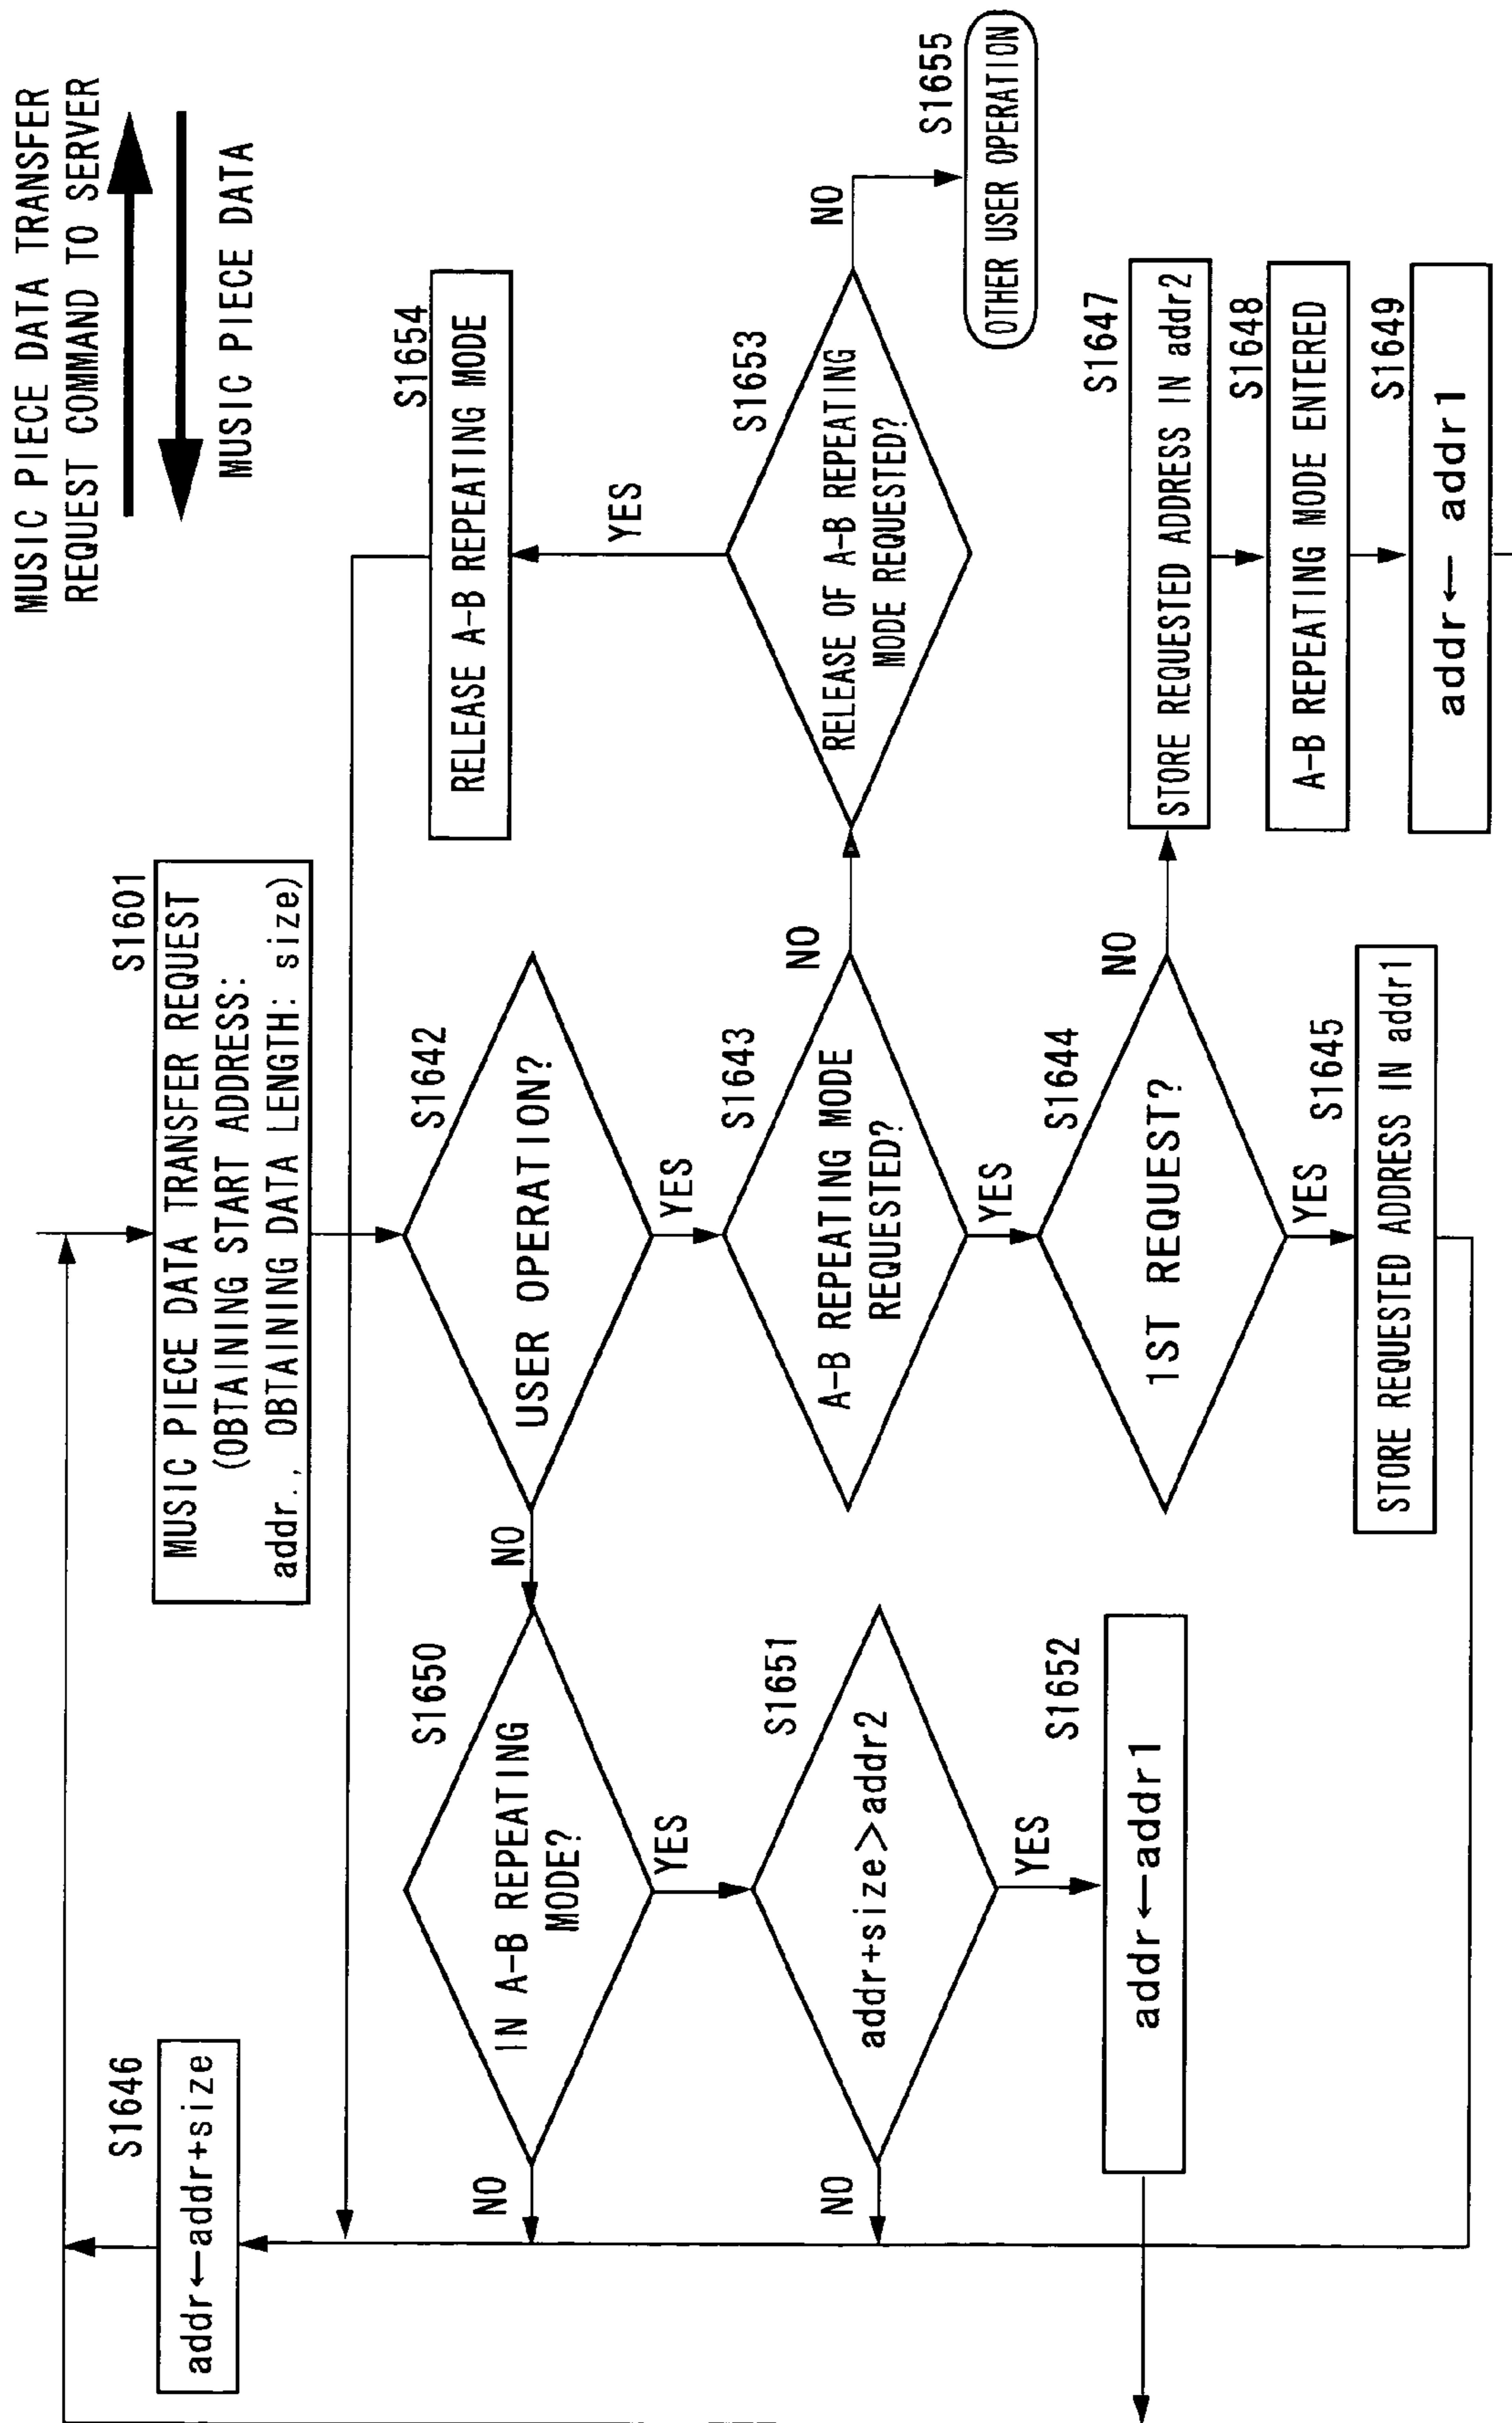 MUSIC PIECE DATA TRANSFER
REQUEST COMMAND TO SERVER
MUSIC PIECE DATA
S1601
MUSIC PIECE DATA TRANSFER REQUEST
(OBTAINING START ADDRESS:
addr., OBTAINING DATA LENGTH: size)
S1646
addr←addr+size
S1642
USER OPERATION?
NO
YES
S1650
IN A-B REPEATING
MODE?
NO
YES
S1651
addr+size>addr2
NO
YES
S1652
addr←addr1
S1643
A-B REPEATING MODE
REQUESTED?
NO
YES
S1644
1ST REQUEST?
NO
YES
S1645
STORE REQUESTED ADDRESS IN addr1
S1654
RELEASE A-B REPEATING MODE
YES
S1653
RELEASE OF A-B REPEATING
MODE REQUESTED?
NO
S1655
OTHER USER OPERATION
S1647
STORE REQUESTED ADDRESS IN addr2
S1648
A-B REPEATING MODE ENTERED
S1649
addr← addr1